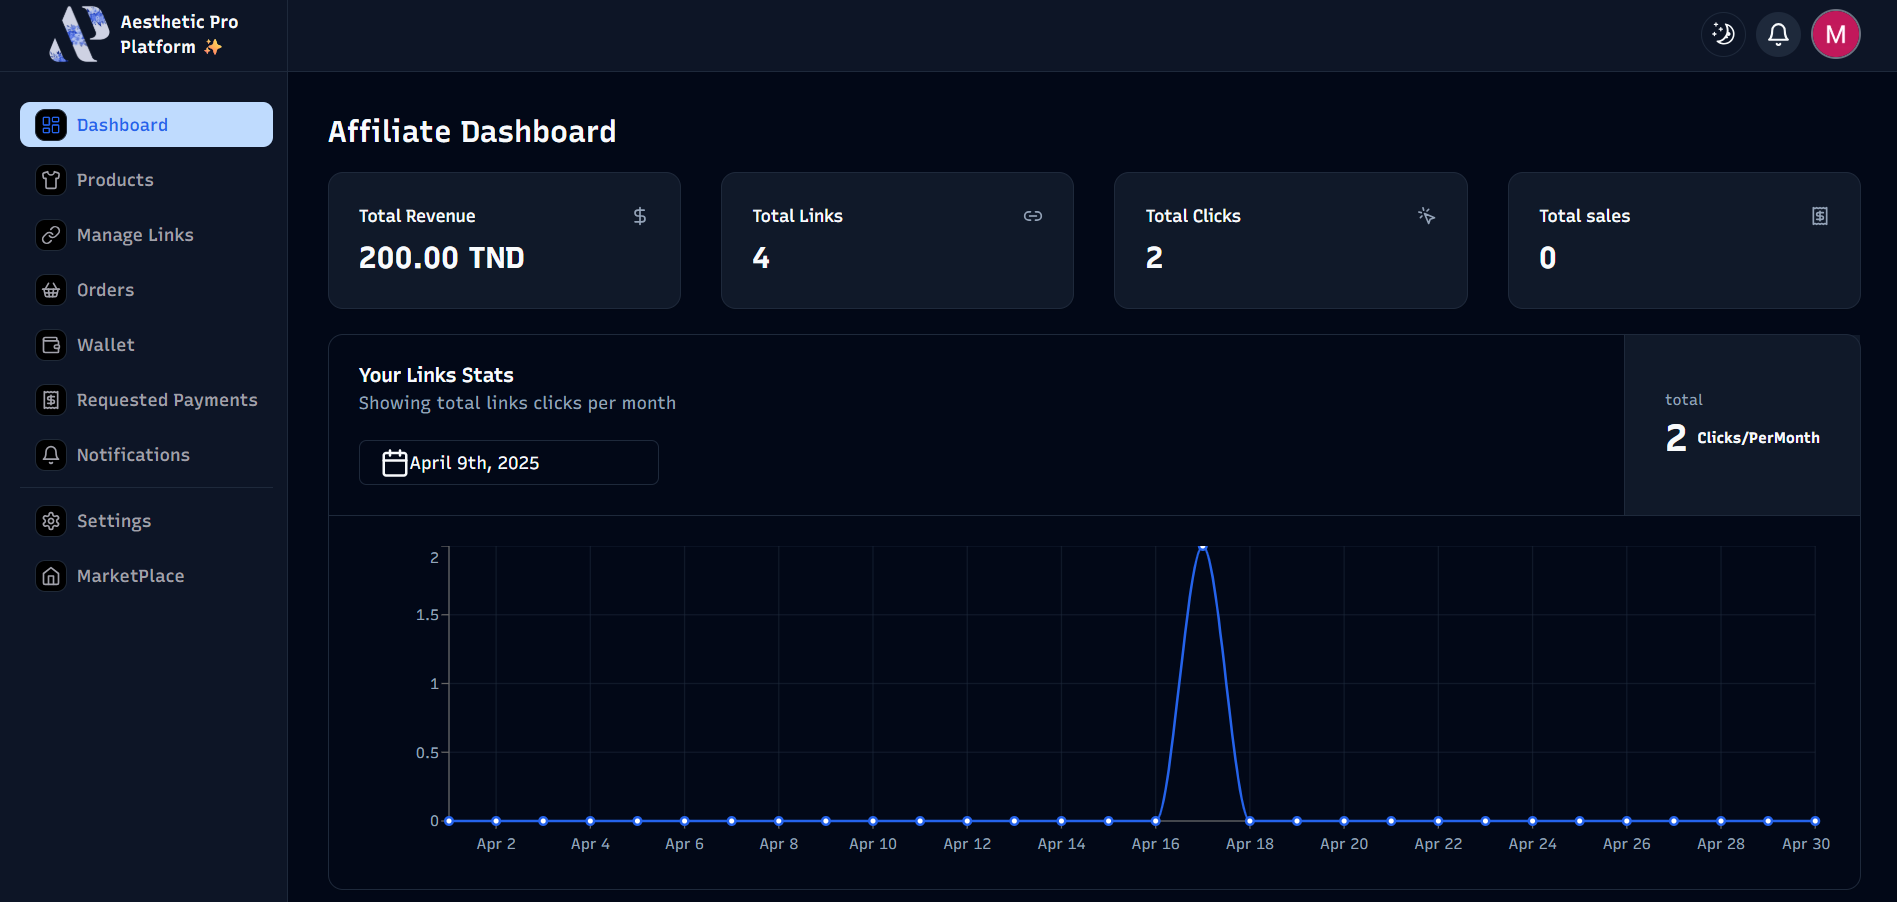 Aesthetic Pro
Platform ✨
M
Dashboard
Products
Manage Links
Orders
Wallet
Requested Payments
Notifications
Settings
MarketPlace
Affiliate Dashboard
Total Revenue
200.00 TND
Total Links
4
Total Clicks
2
Total sales
0
Your Links Stats
Showing total links clicks per month
April 9th, 2025
total
2 Clicks/PerMonth
2
1.5
1
0.5
0
Apr 2 Apr 4 Apr 6 Apr 8 Apr 10 Apr 12 Apr 14 Apr 16 Apr 18 Apr 20 Apr 22 Apr 24 Apr 26 Apr 28 Apr 30